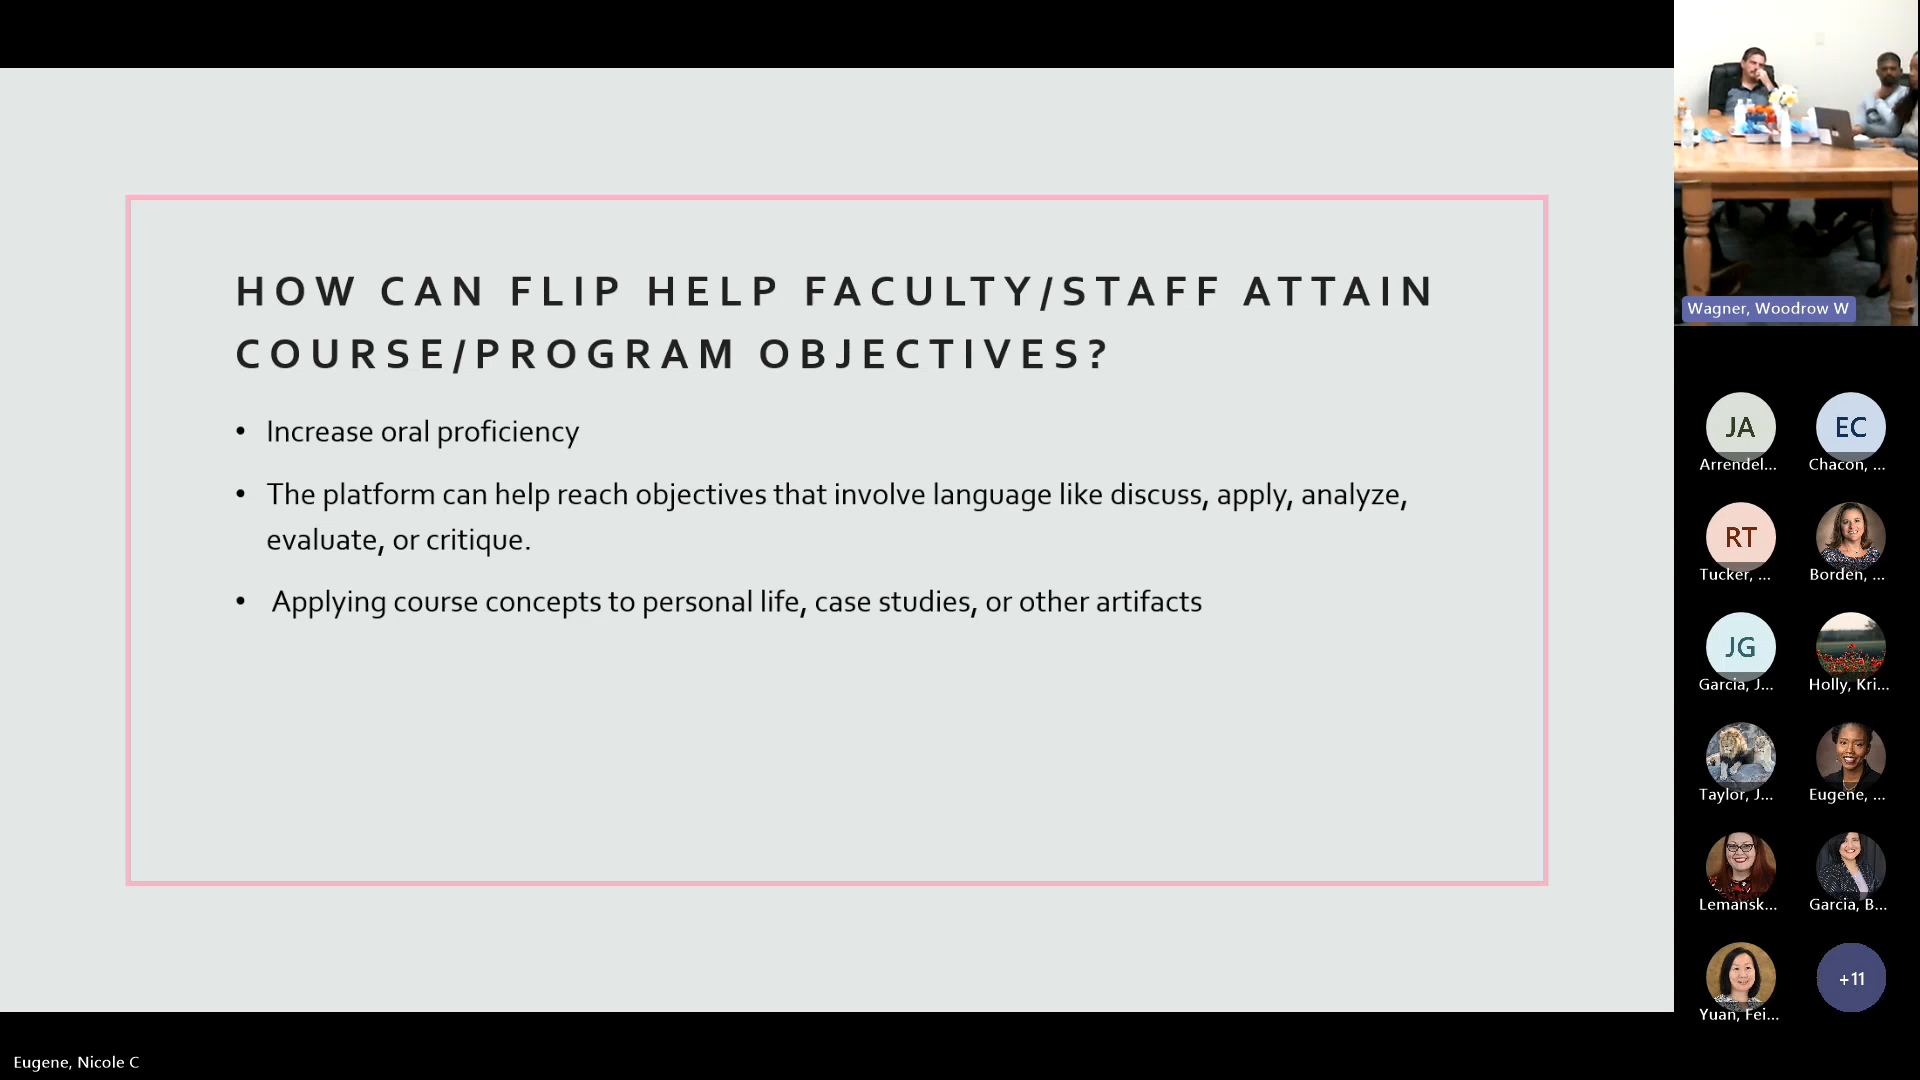 HOW CAN FLIP HELP FACULTY/STAFF ATTAIN
COURSE/PROGRAM OBJECTIVES?
• Increase oral proficiency
• The platform can help reach objectives that involve language like discuss, apply, analyze,
evaluate, or critique.
• Applying course concepts to personal life, case studies, or other artifacts
Wagner, Woodrow W
JA
EC
Arrendel...
Chacon, ...
RT
Tucker, ...
Borden, ...
JG
Garcia, J...
Holly, Kri...
Taylor, J...
Eugene, ...
Lemansk...
Garcia, B...
+11
Yuan, Fei...
Eugene, Nicole C